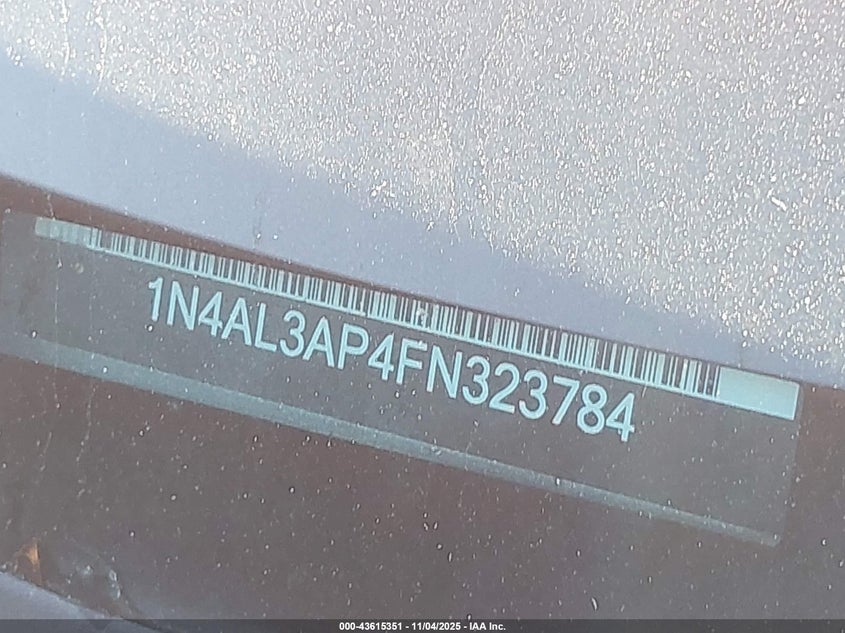 1N4AL3AP4FN323784
000-43615351 - 11/04/2025 - IAA Inc.